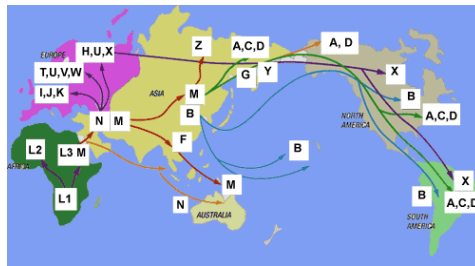 H,U,X
Z
A,C,D
A, D
EUROPE
T,U,V,W
G
Y
X
ASIA
I,J,K
M
B
N M
B
A,C,D
NORTH
AMERICA
F
L2
L3 M
B
AFRICA
M
X
B
L1
N
A,C,D
AUSTRALIA
SOUTH
AMERICA